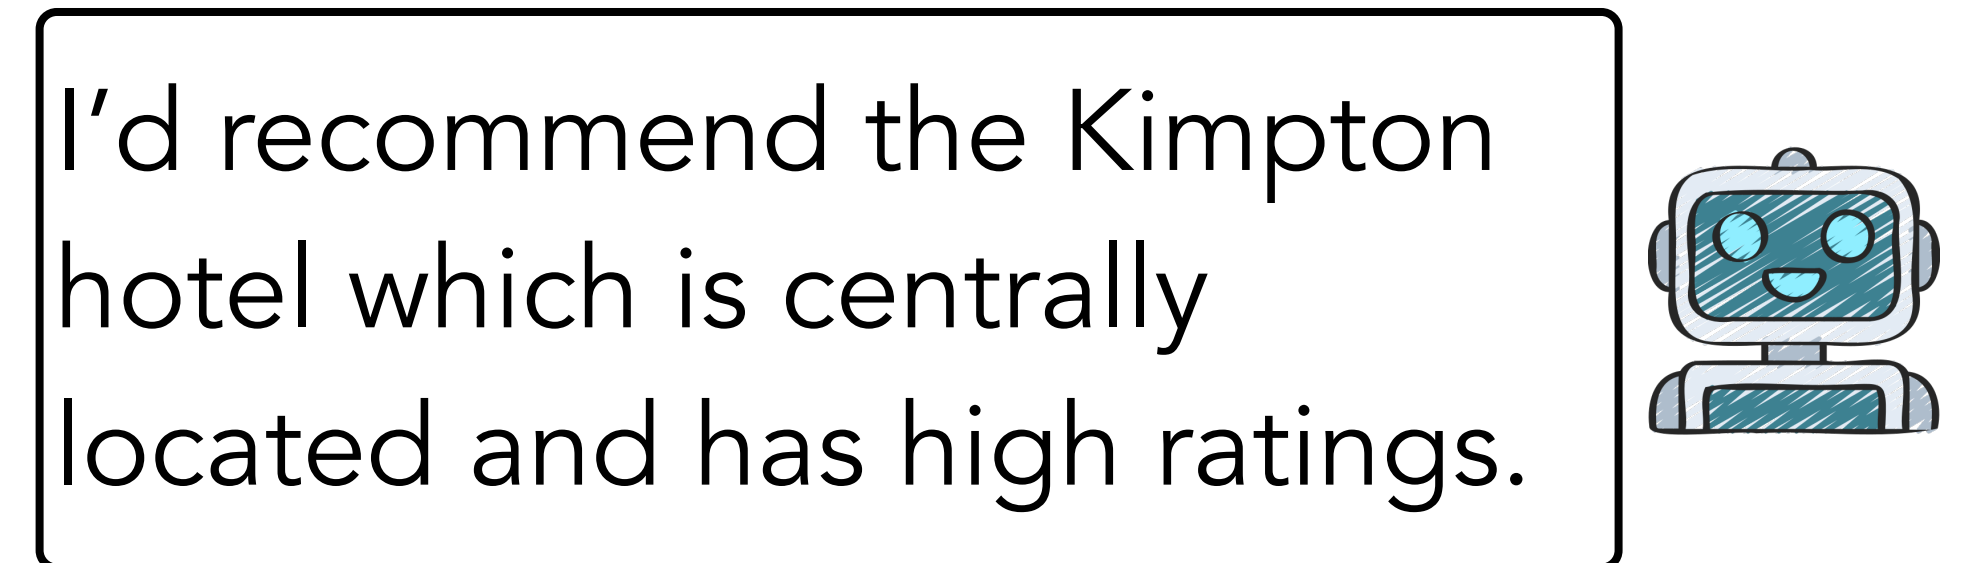 I’d recommend the Kimpton
hotel which is centrally
located and has high ratings.